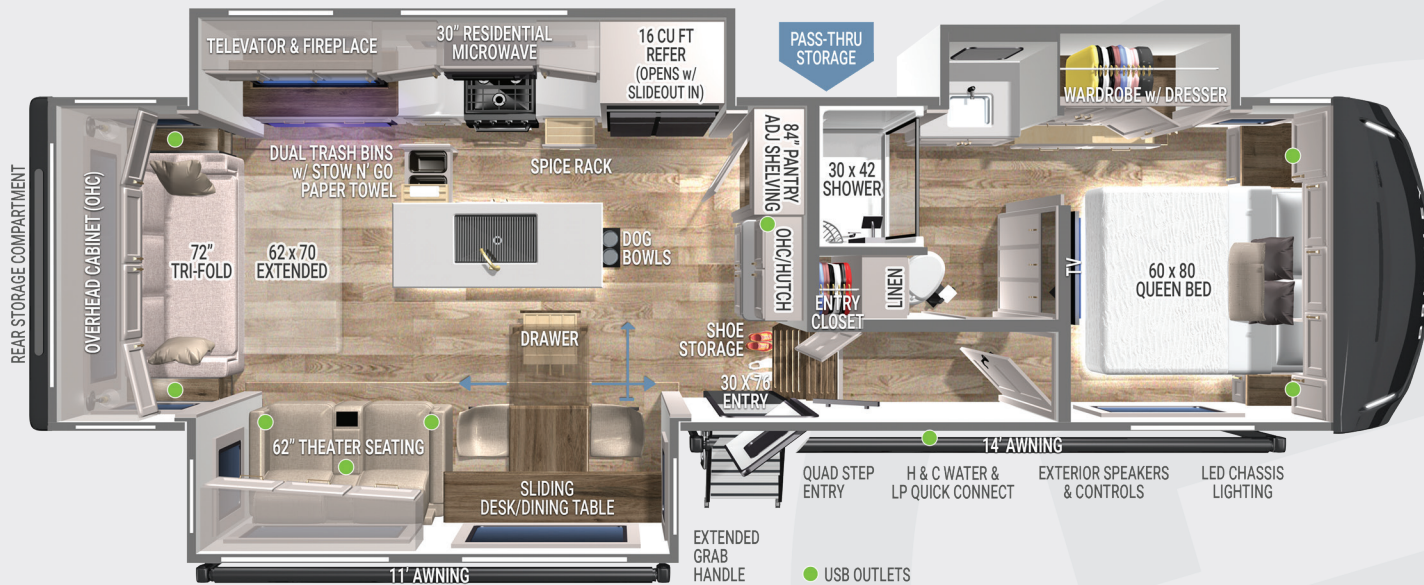 TELEVATOR & FIREPLACE
30" RESIDENTIAL
MICROWAVE
16 CU FT
REFER
(OPENS w/
SLIDEOUT IN)
PASS-THRU
STORAGE
WARDROBE w/ DRESSER
REAR STORAGE COMPARTMENT
OVERHEAD CABINET (OHC)
DUAL TRASH BINS
w/ STOW N' GO
PAPER TOWEL
SPICE RACK
84" PANTRY
ADJ SHELVING
30 x 42
SHOWER
72"
TRI-FOLD
62 x 70
EXTENDED
DOG
BOWLS
OHC/HUTCH
ENTRY
CLOSET
LINEN
TV
60 x 80
QUEEN BED
DRAWER
SHOE
STORAGE
30 X 76
ENTRY
62" THEATER SEATING
SLIDING
DESK/DINING TABLE
14' AWNING
QUAD STEP
ENTRY
H & C WATER &
LP QUICK CONNECT
EXTERIOR SPEAKERS
& CONTROLS
LED CHASSIS
LIGHTING
EXTENDED
GRAB
HANDLE
11' AWNING
USB OUTLETS